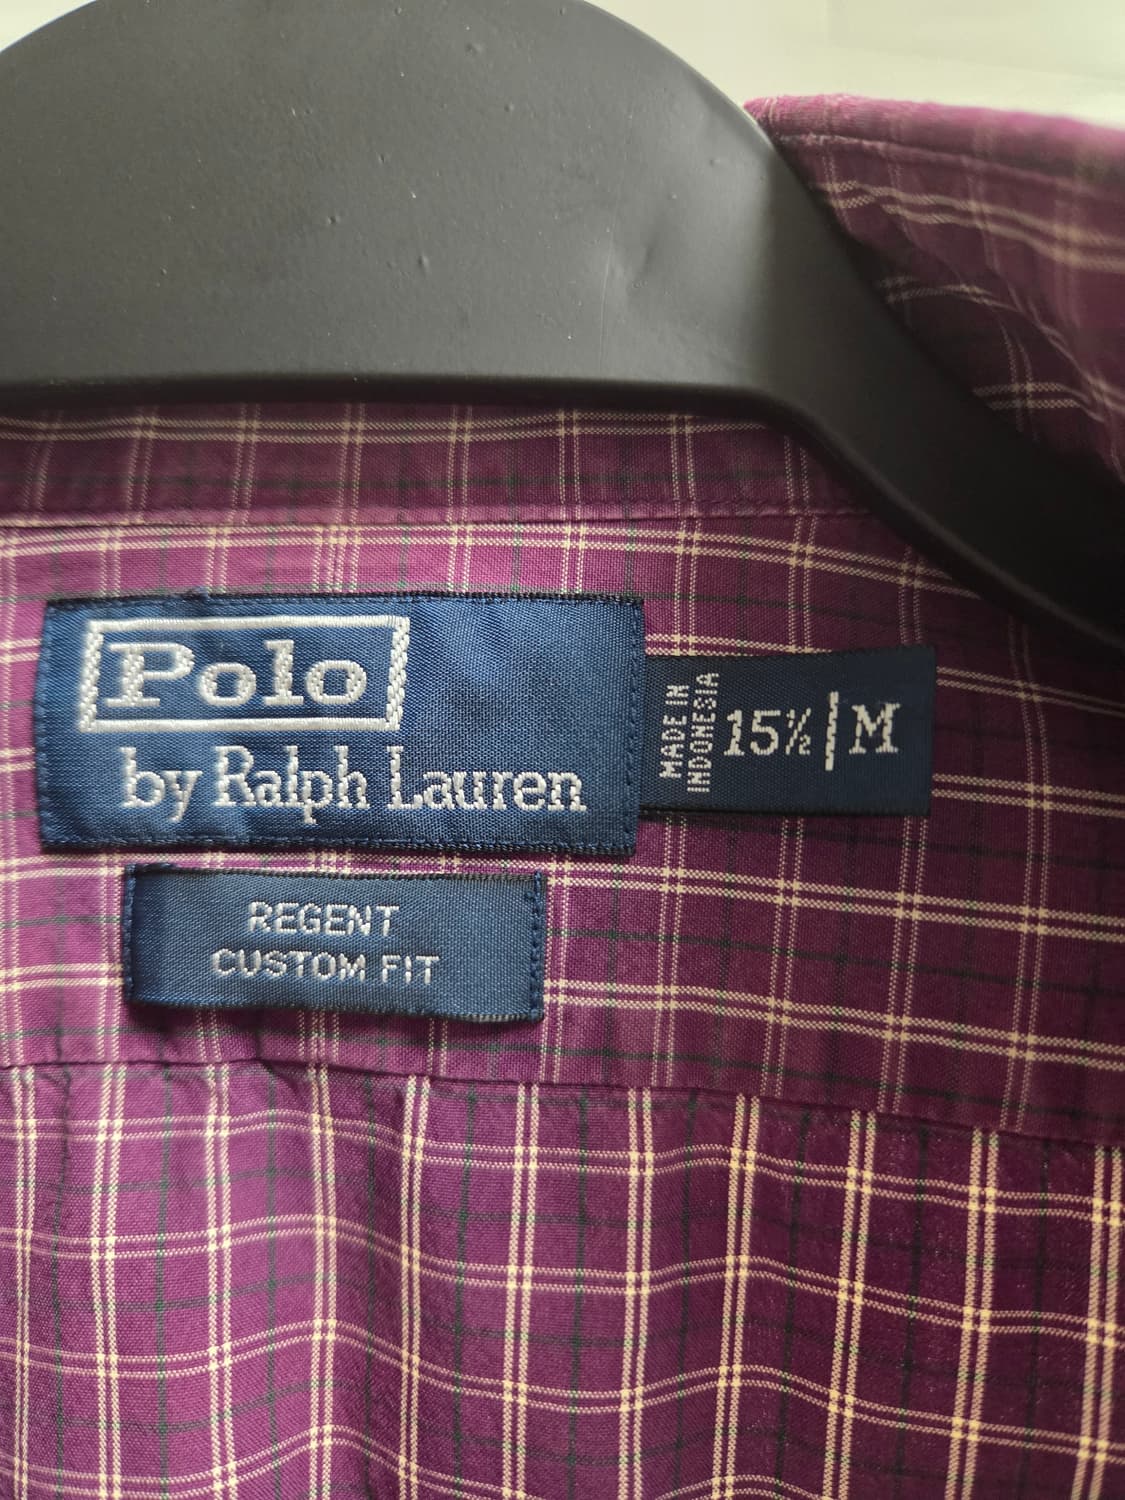 Polo
by Ralph Lauren
MADE IN
INDONESIA
15½ | M
REGENT
CUSTOM FIT